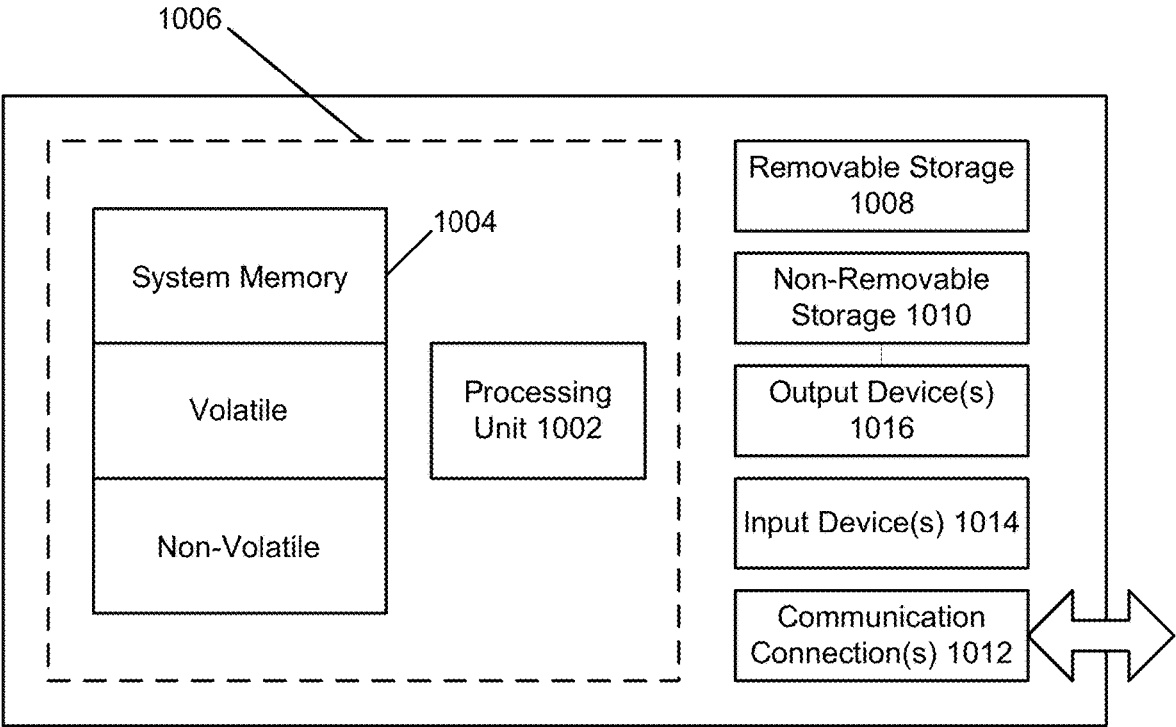 1006
1004
System Memory
Volatile
Non-Volatile
Processing
Unit 1002
Removable Storage
1008
Non-Removable
Storage 1010
Output Device(s)
1016
Input Device(s) 1014
Communication
Connection(s) 1012